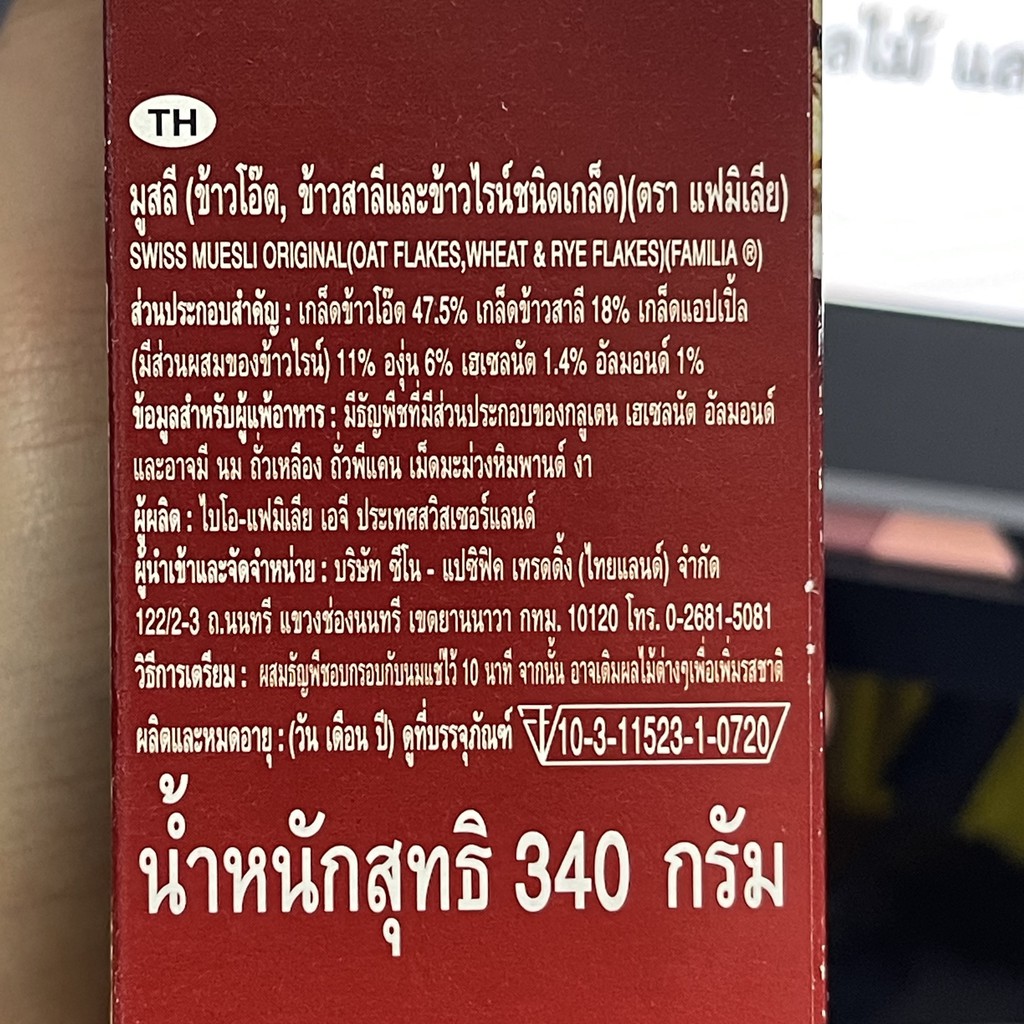 ลไม้ แล
TH
มูสลี (ข้าวโอ๊ต, ข้าวสาลีและข้าวไรน์ชนิดเกล็ด)(ตรา แฟมิเลีย)
SWISS MUESLI ORIGINAL(OAT FLAKES,WHEAT & RYE FLAKES)(FAMILIA ®)
ส่วนประกอบสำคัญ : เกล็ดข้าวโอ๊ต 47.5% เกล็ดข้าวสาลี 18% เกล็ดแอปเปิ้ล
(มีส่วนผสมของข้าวไรน์) 11% องุ่น 6% เฮเซลนัต 1.4% อัลมอนด์ 1%
ข้อมูลสำหรับผู้แพ้อาหาร : มีธัญพืชที่มีส่วนประกอบของกลูเตน เฮเซลนัต อัลมอนด์
และอาจมี นม ถั่วเหลือง ถั่วพีแคน เม็ดมะม่วงหิมพานต์ งา
ผู้ผลิต : ไบโอ-แฟมิเลีย เอจี ประเทศสวิสเซอร์แลนด์
ผู้นำเข้าและจัดจำหน่าย : บริษัท ซีโน - แปซิฟิค เทรดดิ้ง (ไทยแลนด์) จำกัด
122/2-3 ถ.นนทรี แขวงช่องนนทรี เขตยานนาวา กทม. 10120 โทร. 0-2681-5081
วิธีการเตรียม : ผสมธัญพืชอบกรอบกับนมแช่ไว้ 10 นาที จากนั้น อาจเติมผลไม้ต่างๆเพื่อเพิ่มรสชาติ
ผลิตและหมดอายุ : (วัน เดือน ปี) ดูที่บรรจุภัณฑ์ 10-3-11523-1-0720
น้ำหนักสุทธิ 340 กรัม